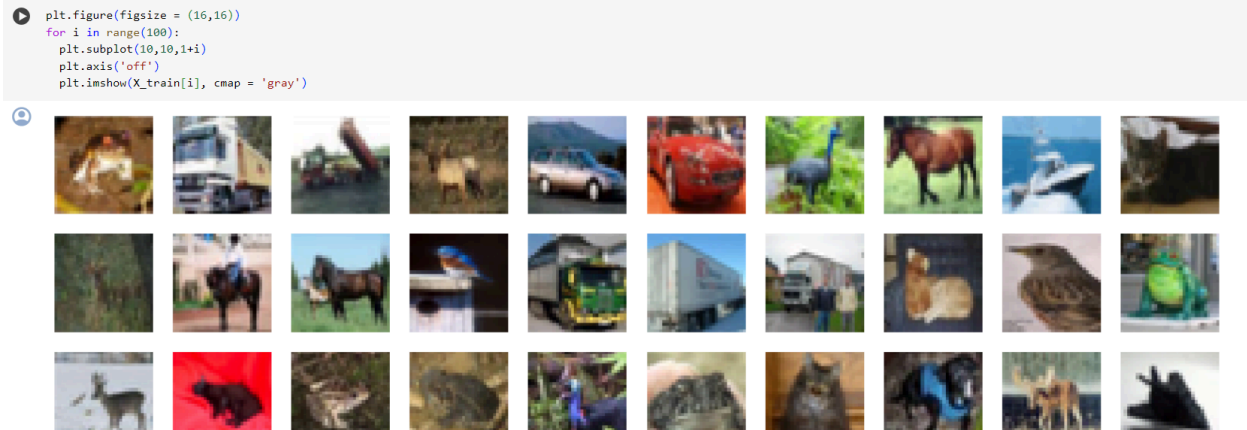 plt.figure(figsize = (16,16))
for i in range(100):
  plt.subplot(10,10,1+i)
  plt.axis('off')
  plt.imshow(X_train[i], cmap = 'gray')